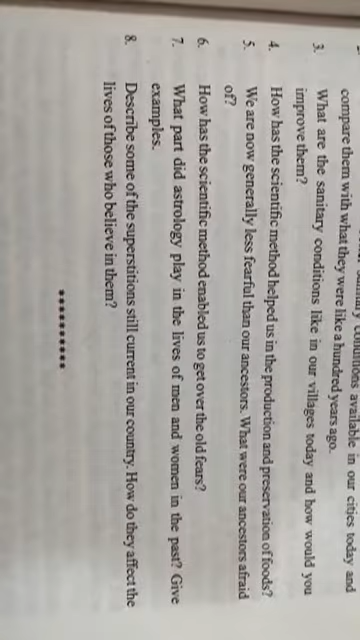 conditions available in our cities today and
compare them with what they were like a hundred years ago.
3. What are the sanitary conditions like in our villages today and how would you
improve them?
4. How has the scientific method helped us in the production and preservation of foods?
5. We are now generally less fearful than our ancestors. What were our ancestors afraid
of?
6. How has the scientific method enabled us to get over the old fears?
7. What part did astrology play in the lives of men and women in the past? Give
examples.
8. Describe some of the superstitions still current in our country. How do they affect the
lives of those who believe in them?
**********